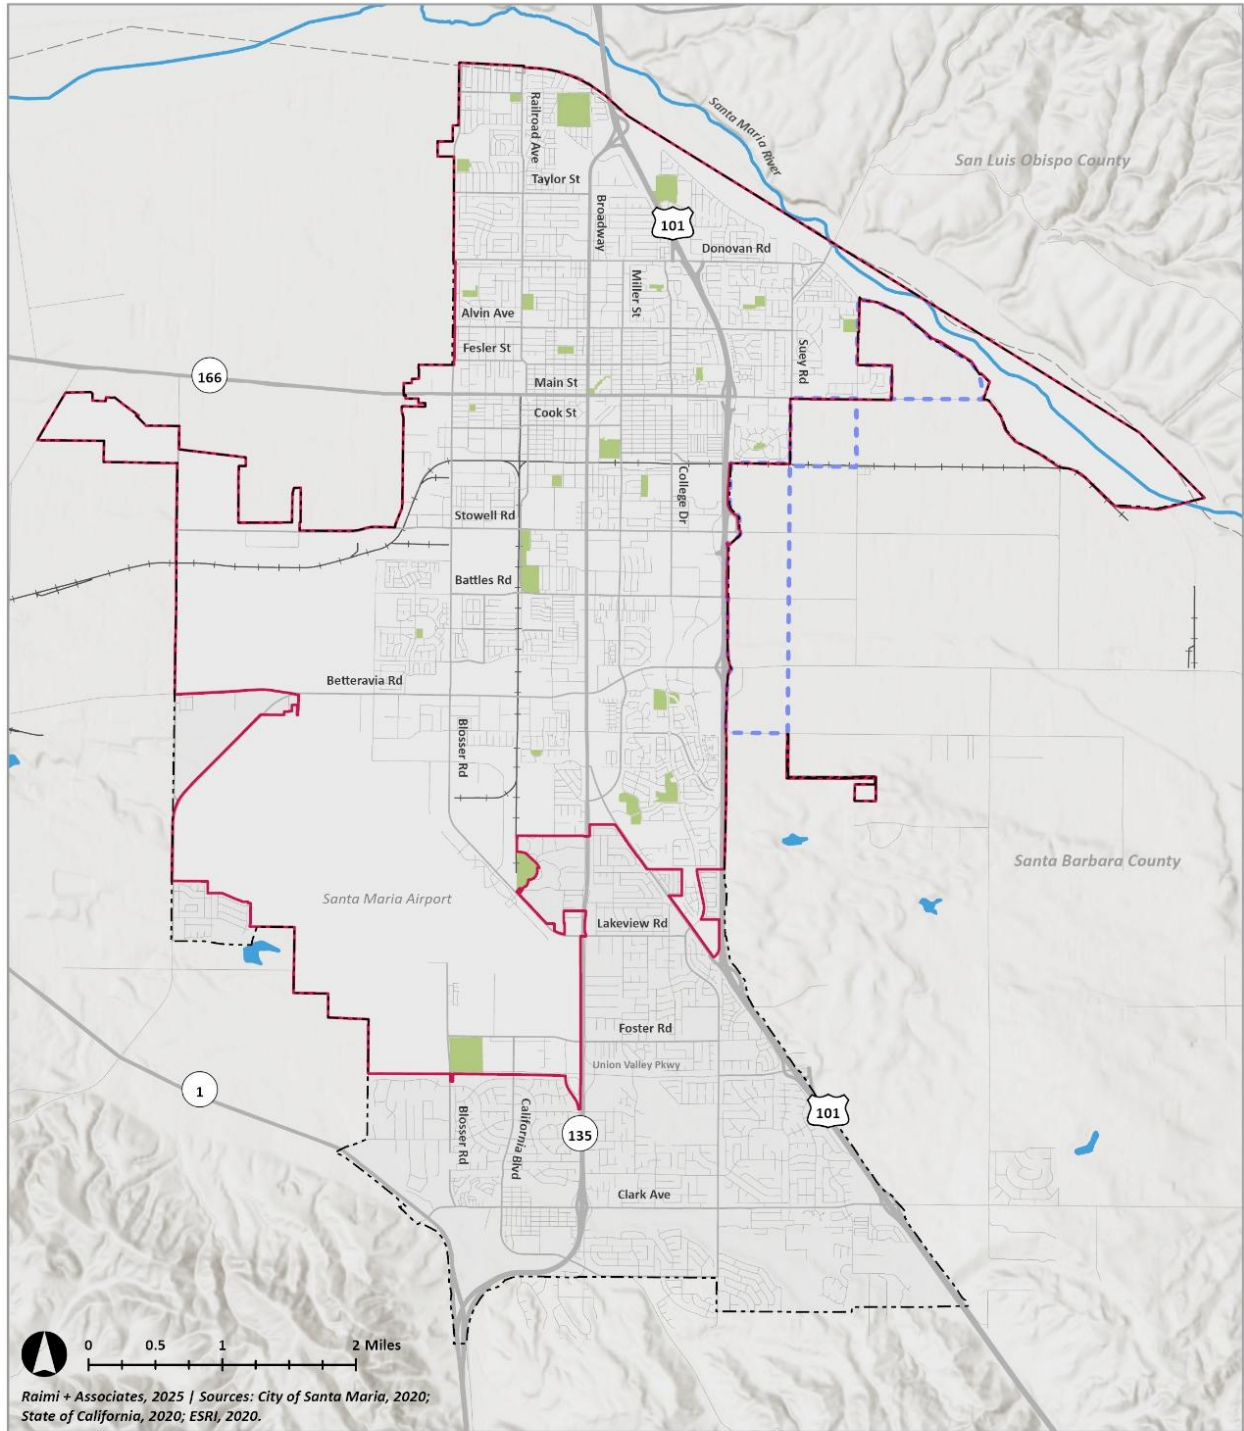 Railroad Ave
Santa Maria River
San Luis Obispo County
Taylor St
Broadway
101
Donovan Rd
Miller St
Alvin Ave
Suey Rd
Fesler St
166
Main St
Cook St
College Dr
Stowell Rd
Battles Rd
Betteravia Rd
Blosser Rd
Santa Barbara County
Santa Maria Airport
Lakeview Rd
Foster Rd
Union Valley Pkwy
1
Blosser Rd
California Blvd
135
101
Clark Ave
0 0.5 1 2 Miles
Raimi + Associates, 2025 | Sources: City of Santa Maria, 2020;
State of California, 2020; ESRI, 2020.